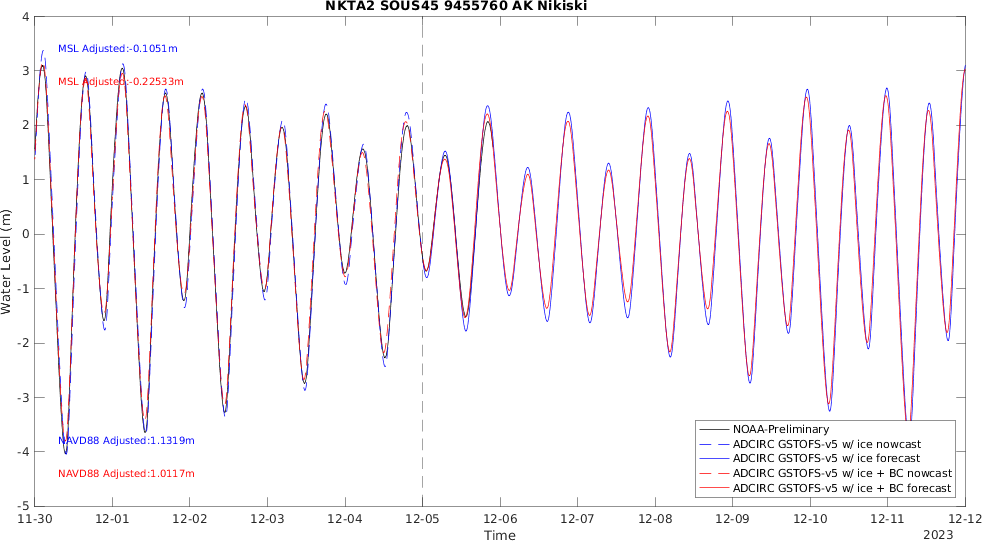 NKTA2 SOUS45 9455760 AK Nikiski
4
3
2
1
0
-1
-2
-3
-4
-5
Water Level (m)
MSL Adjusted:-0.1051m
MSL Adjusted:-0.22533m
NAVD88 Adjusted:1.1319m
NAVD88 Adjusted:1.0117m
NOAA-Preliminary
ADCIRC GSTOFS-v5 w/ ice nowcast
ADCIRC GSTOFS-v5 w/ ice forecast
ADCIRC GSTOFS-v5 w/ ice + BC nowcast
ADCIRC GSTOFS-v5 w/ ice + BC forecast
11-30 12-01 12-02 12-03 12-04 12-05 12-06 12-07 12-08 12-09 12-10 12-11 12-12
Time
2023